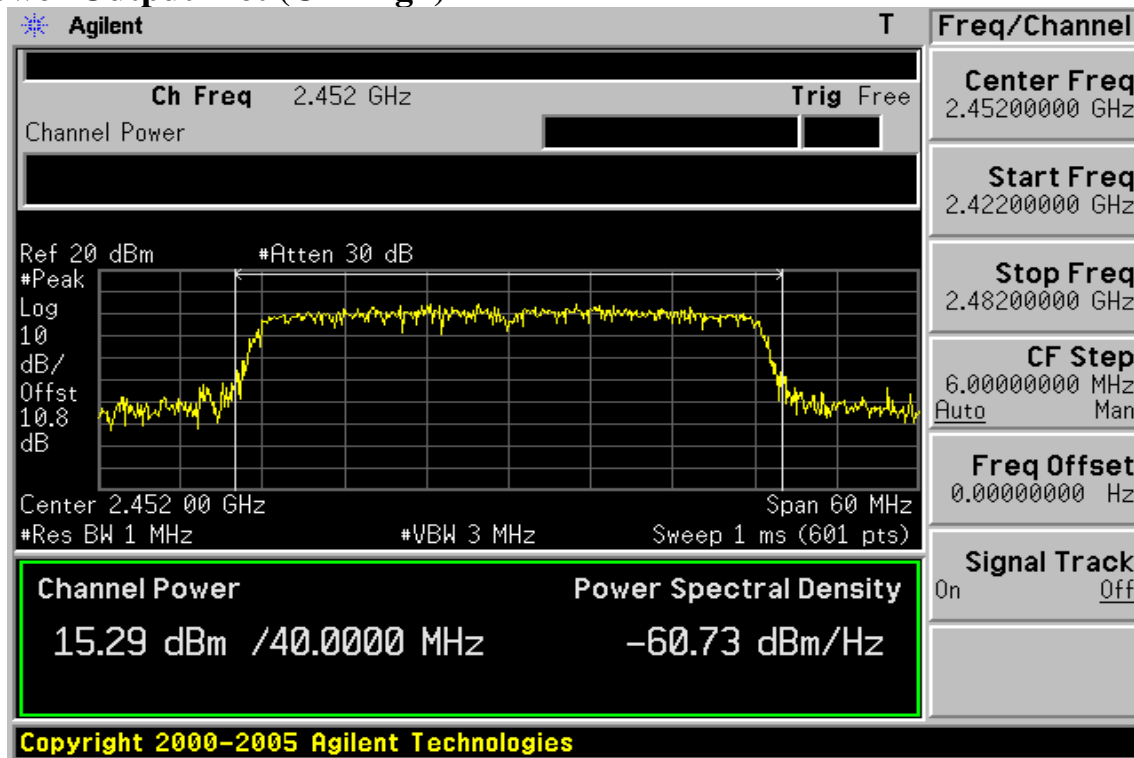 Agilent T
Ch Freq 2.452 GHz Trig Free
Channel Power
Ref 20 dBm #Atten 30 dB
#Peak
Log
10
dB/
Offst
10.8
dB
Center 2.452 00 GHz Span 60 MHz
#Res BW 1 MHz #VBW 3 MHz Sweep 1 ms (601 pts)
Channel Power Power Spectral Density
15.29 dBm /40.0000 MHz -60.73 dBm/Hz
Copyright 2000-2005 Agilent Technologies
Freq/Channel
Center Freq
2.45200000 GHz
Start Freq
2.42200000 GHz
Stop Freq
2.48200000 GHz
CF Step
6.00000000 MHz
Auto Man
Freq Offset
0.00000000 Hz
Signal Track
On Off